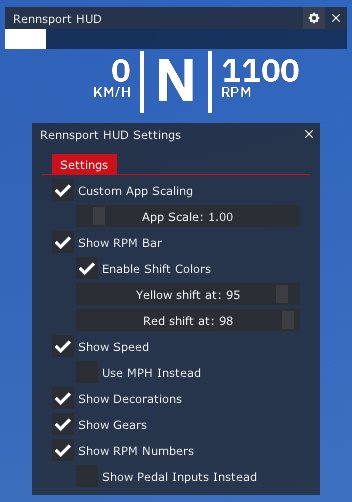 Rennsport HUD
0 N 1100
KM/H RPM
Rennsport HUD Settings
Settings
Custom App Scaling
App Scale: 1.00
Show RPM Bar
Enable Shift Colors
Yellow shift at: 95
Red shift at: 98
Show Speed
Use MPH Instead
Show Decorations
Show Gears
Show RPM Numbers
Show Pedal Inputs Instead